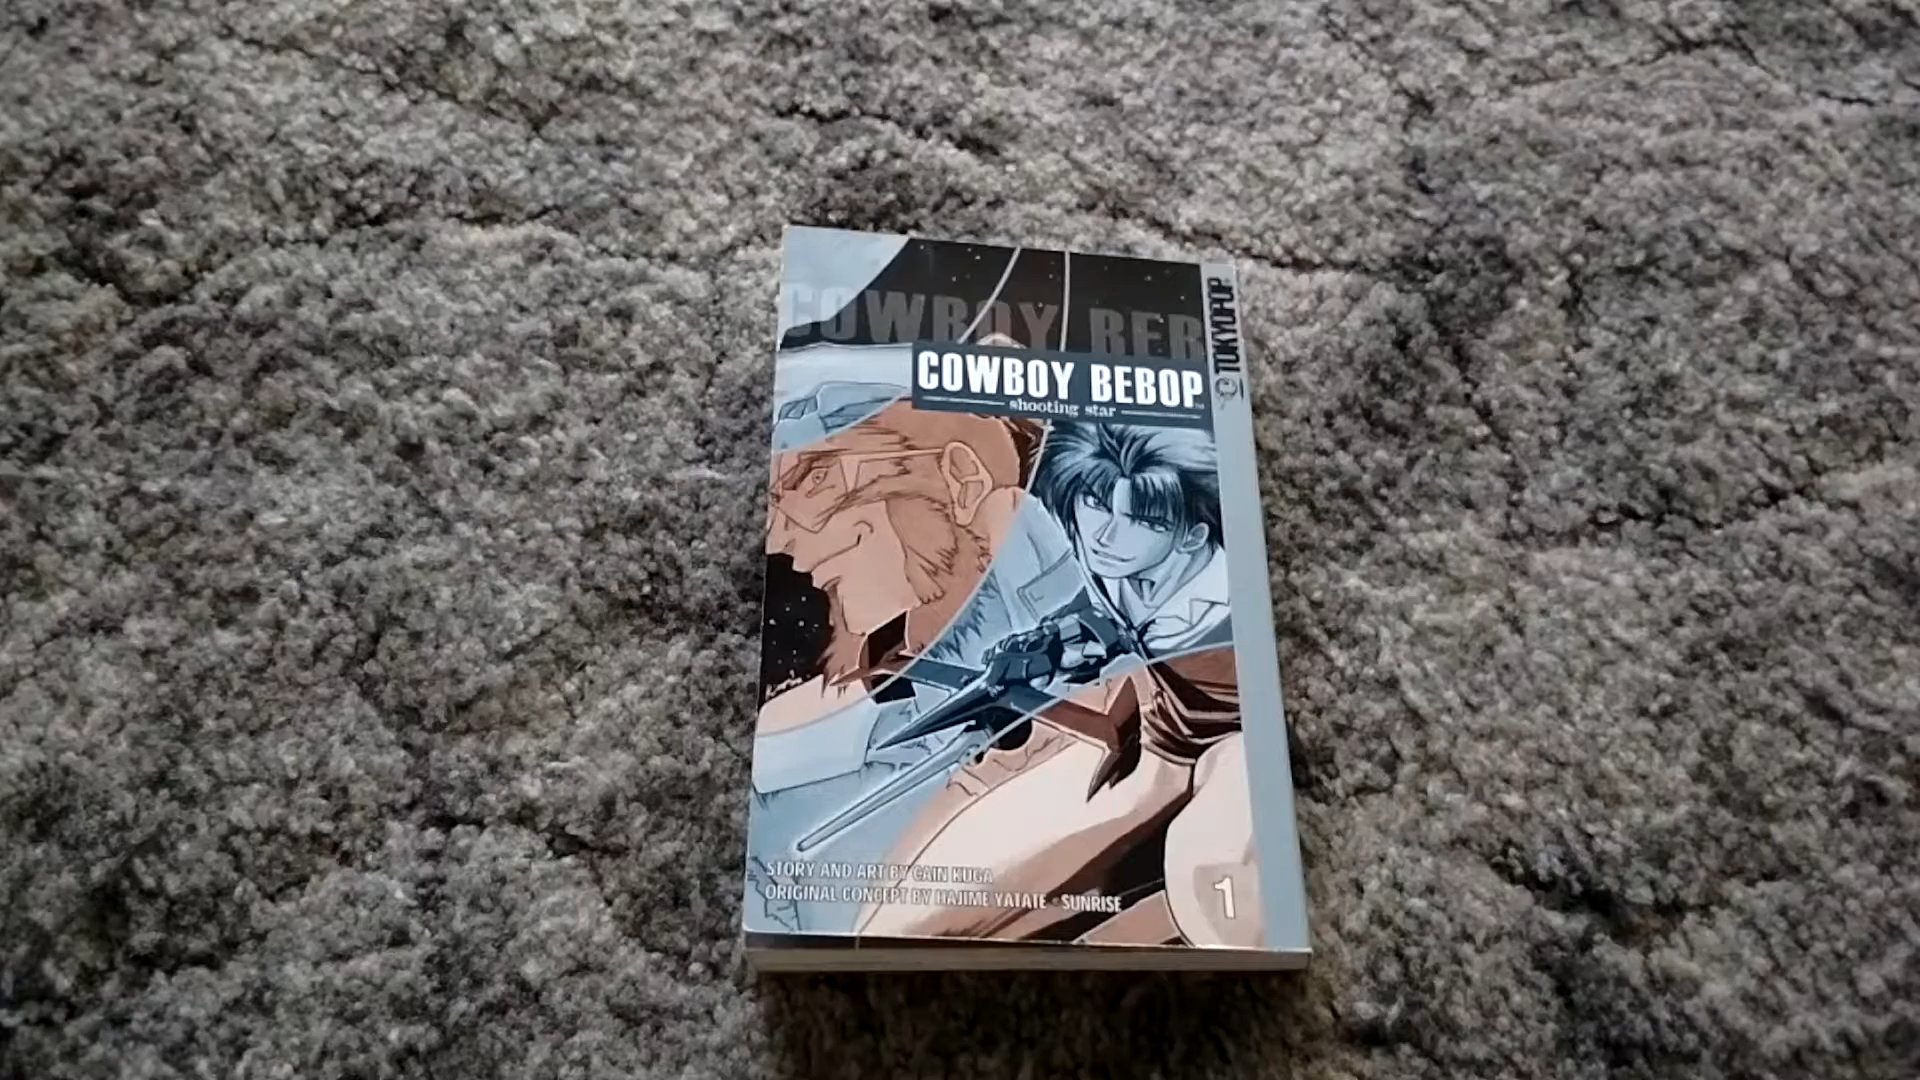 COWBOY BEB
COWBOY BEBOP
shooting star
TOKYOPOP
STORY AND ART BY CAIN KUGA
ORIGINAL CONCEPT BY HAJIME YATATE • SUNRISE
1